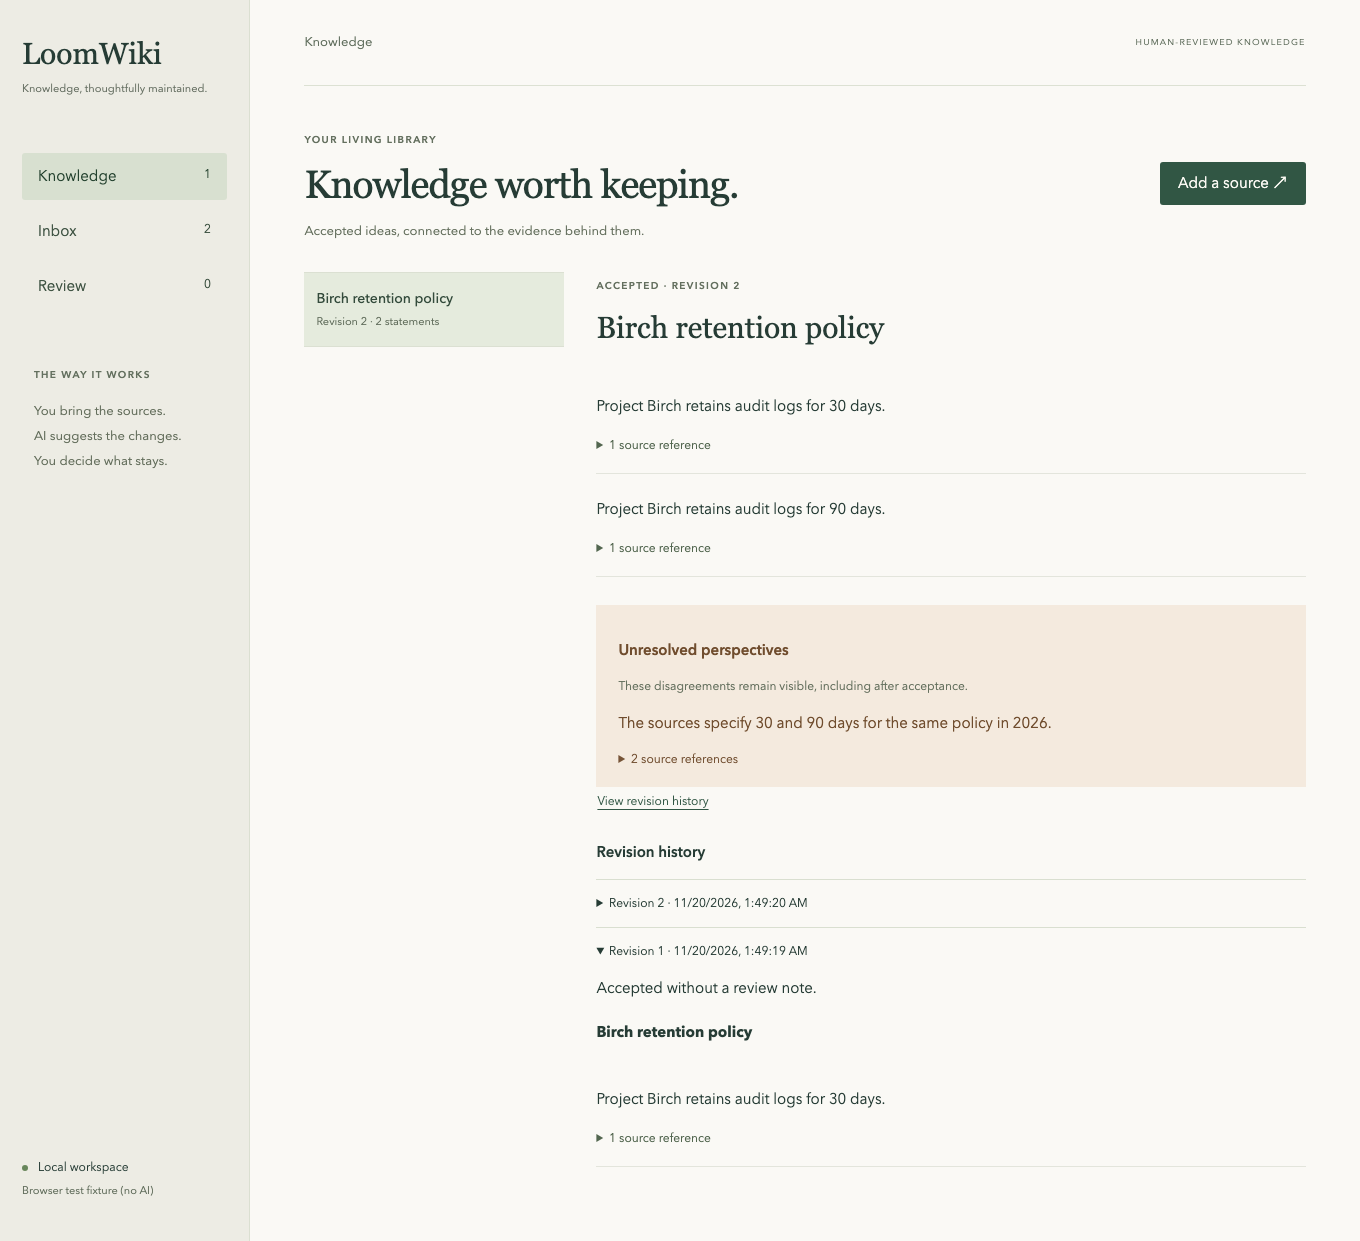 LoomWiki
Knowledge, thoughtfully maintained.
Knowledge 1
Inbox 2
Review 0
THE WAY IT WORKS
You bring the sources.
AI suggests the changes.
You decide what stays.
Local workspace
Browser test fixture (no AI)
Knowledge
HUMAN-REVIEWED KNOWLEDGE
YOUR LIVING LIBRARY
Knowledge worth keeping.
Accepted ideas, connected to the evidence behind them.
Add a source ↗
Birch retention policy
Revision 2 · 2 statements
ACCEPTED · REVISION 2
Birch retention policy
Project Birch retains audit logs for 30 days.
▶ 1 source reference
Project Birch retains audit logs for 90 days.
▶ 1 source reference
Unresolved perspectives
These disagreements remain visible, including after acceptance.
The sources specify 30 and 90 days for the same policy in 2026.
▶ 2 source references
View revision history
Revision history
▶ Revision 2 · 11/20/2026, 1:49:20 AM
▼ Revision 1 · 11/20/2026, 1:49:19 AM
Accepted without a review note.
Birch retention policy
Project Birch retains audit logs for 30 days.
▶ 1 source reference